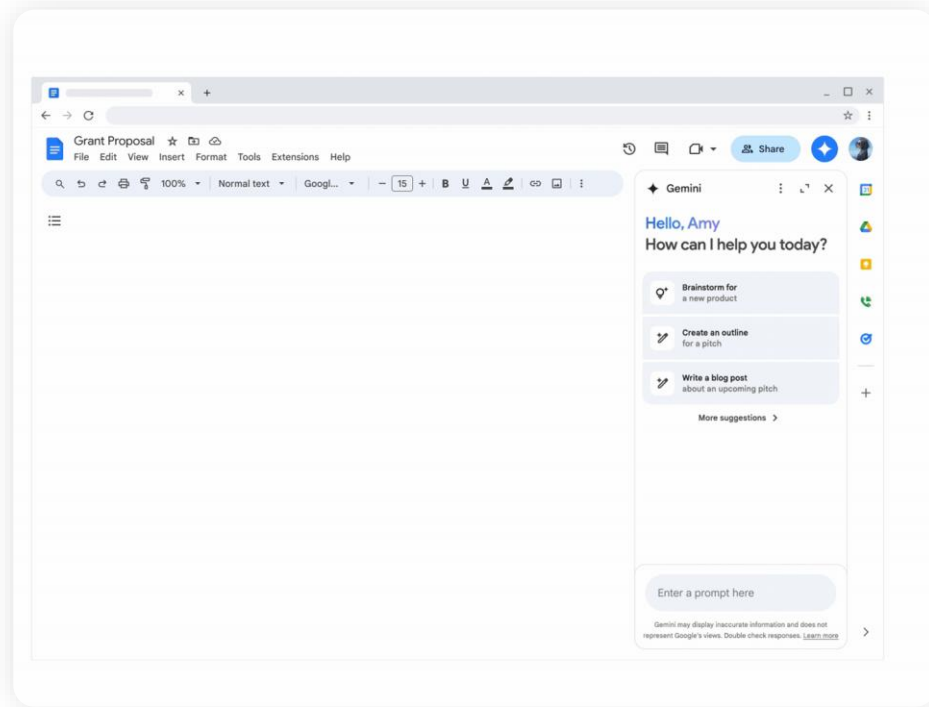 Grant Proposal
File Edit View Insert Format Tools Extensions Help
Share
100% Normal text Googl... − 15 + B U A
Gemini
Hello, Amy
How can I help you today?
Brainstorm for
a new product
Create an outline
for a pitch
Write a blog post
about an upcoming pitch
More suggestions
Enter a prompt here
Gemini may display inaccurate information and does not
represent Google's views. Double check responses. Learn more